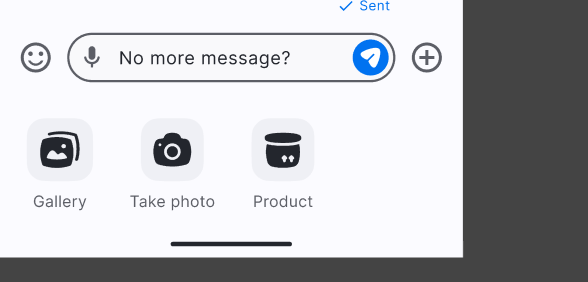 Sent
No more message?
Gallery
Take photo
Product